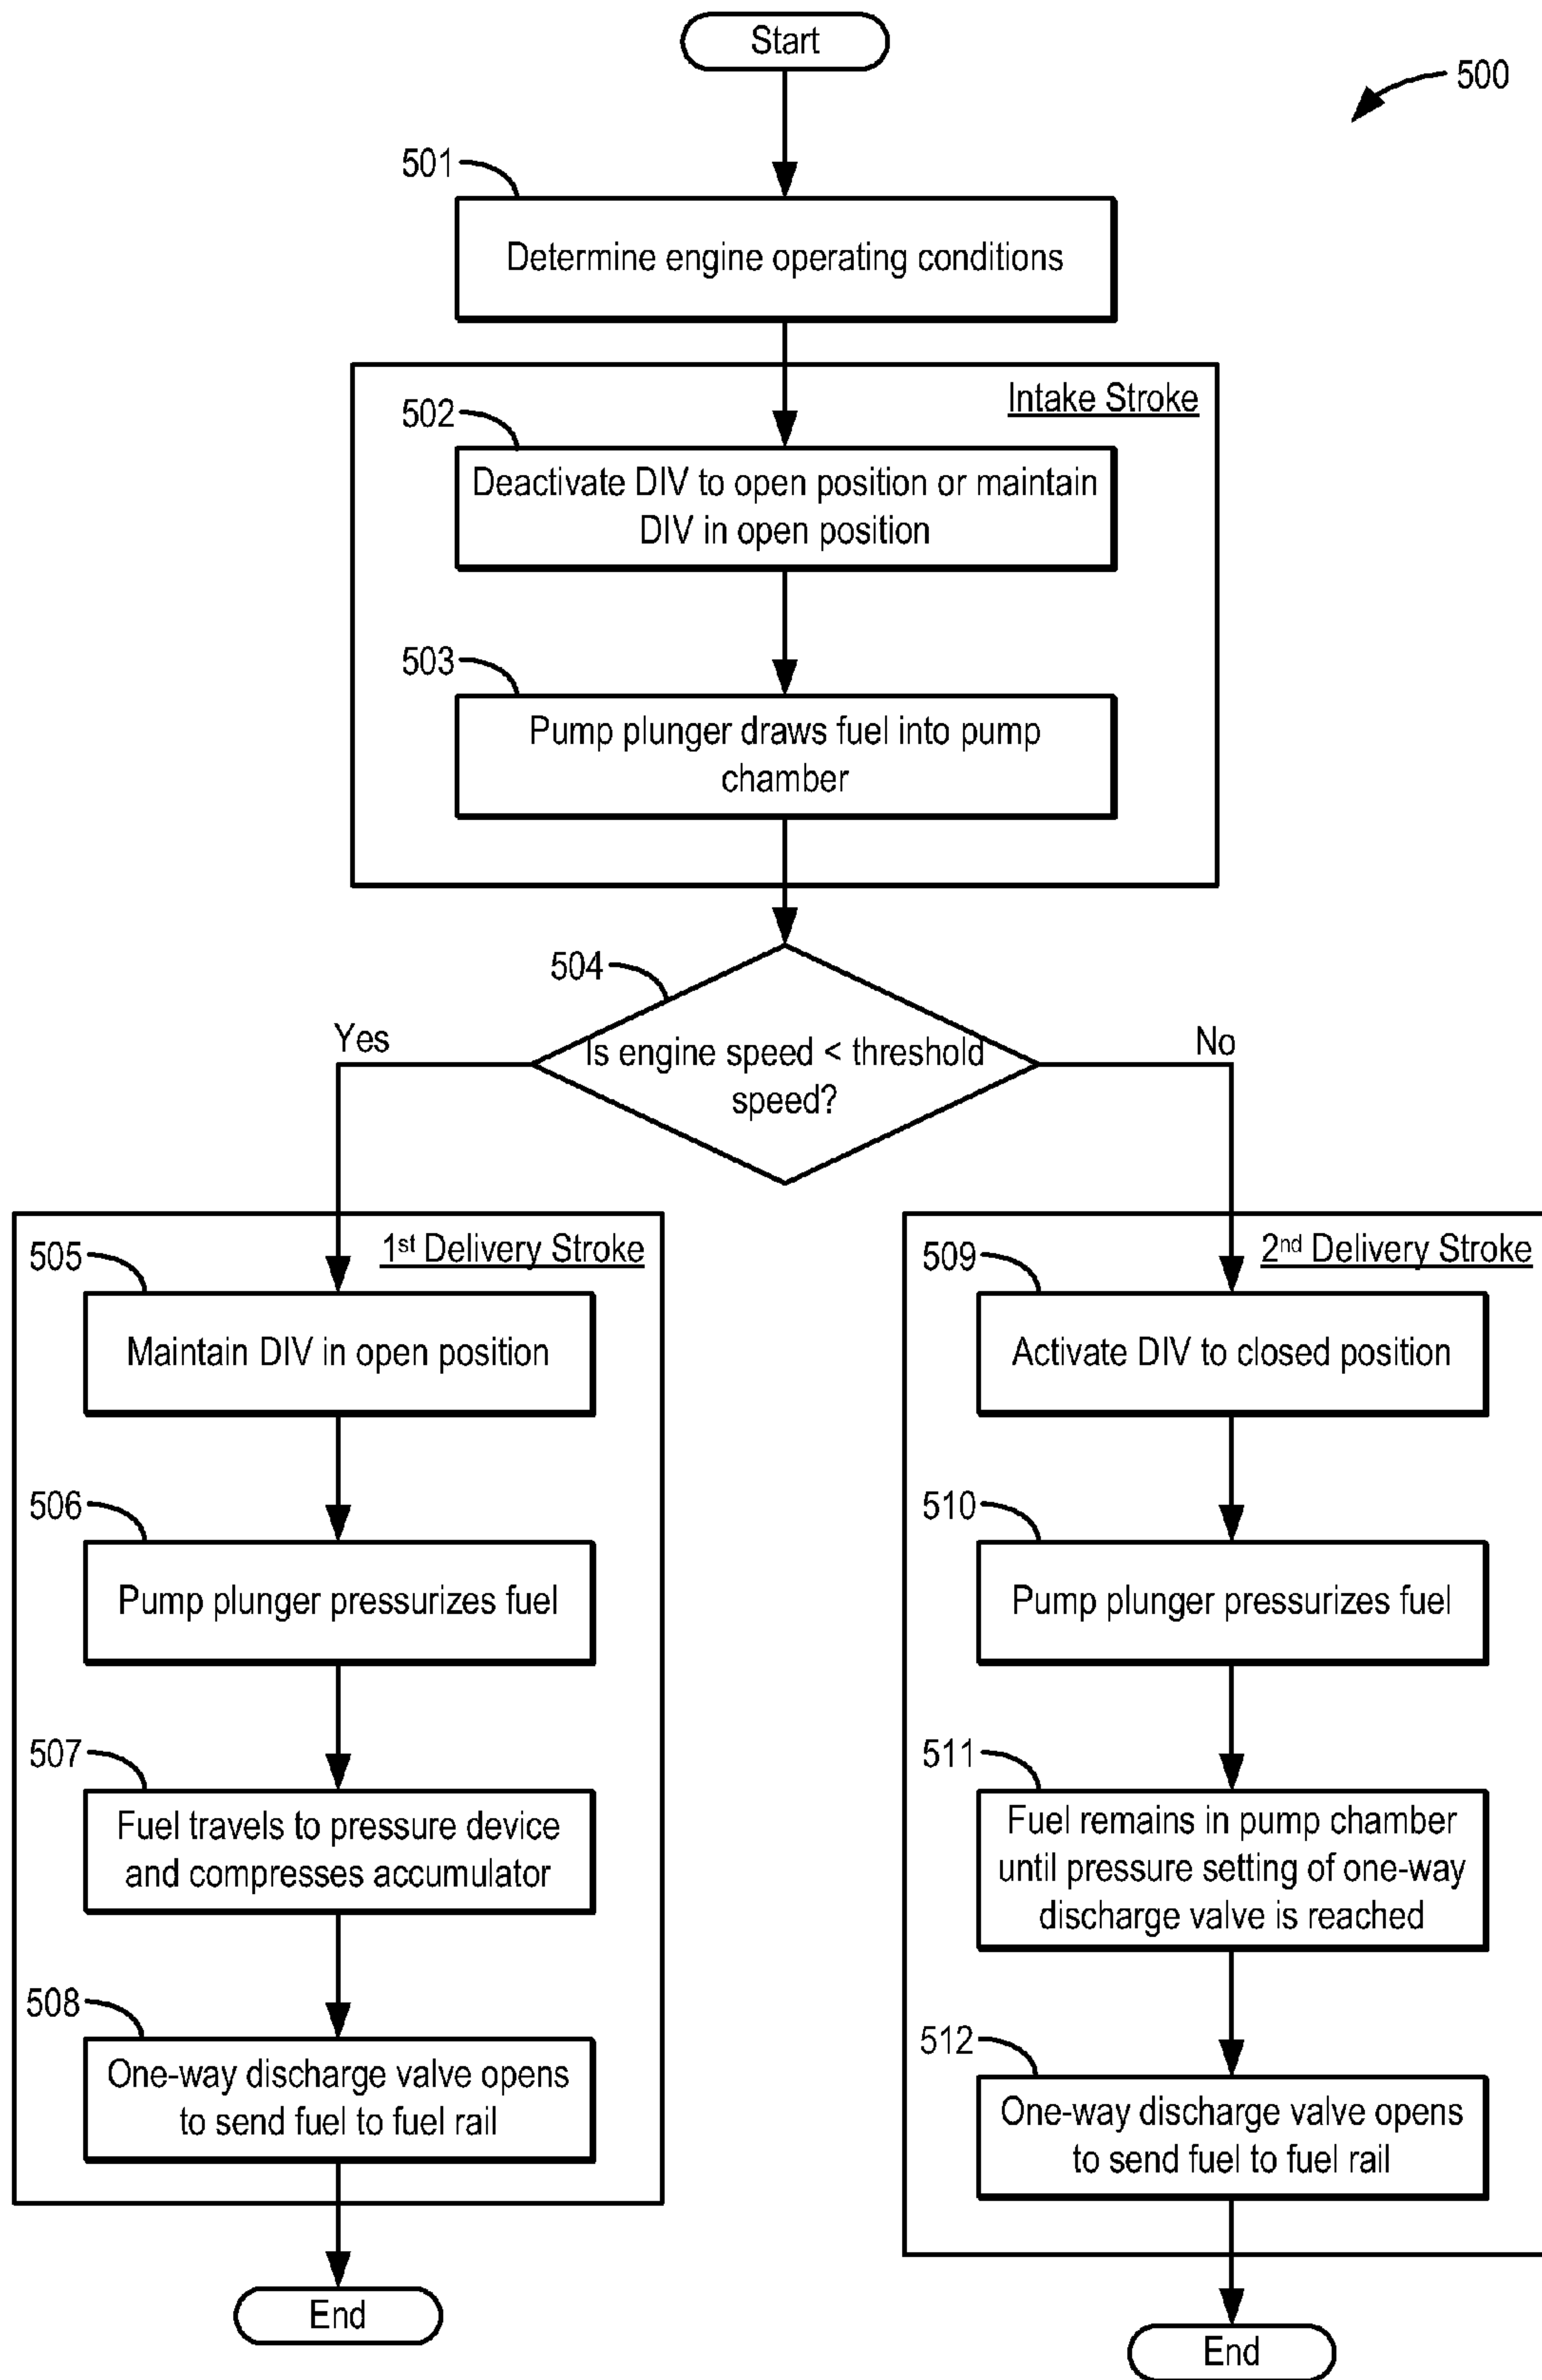 Start
500
501
Determine engine operating conditions
Intake Stroke
502
Deactivate DIV to open position or maintain
DIV in open position
503
Pump plunger draws fuel into pump
chamber
504
Is engine speed < threshold
speed?
Yes
No
1st Delivery Stroke
505
Maintain DIV in open position
506
Pump plunger pressurizes fuel
507
Fuel travels to pressure device
and compresses accumulator
508
One-way discharge valve opens
to send fuel to fuel rail
End
2nd Delivery Stroke
509
Activate DIV to closed position
510
Pump plunger pressurizes fuel
511
Fuel remains in pump chamber
until pressure setting of one-way
discharge valve is reached
512
One-way discharge valve opens
to send fuel to fuel rail
End